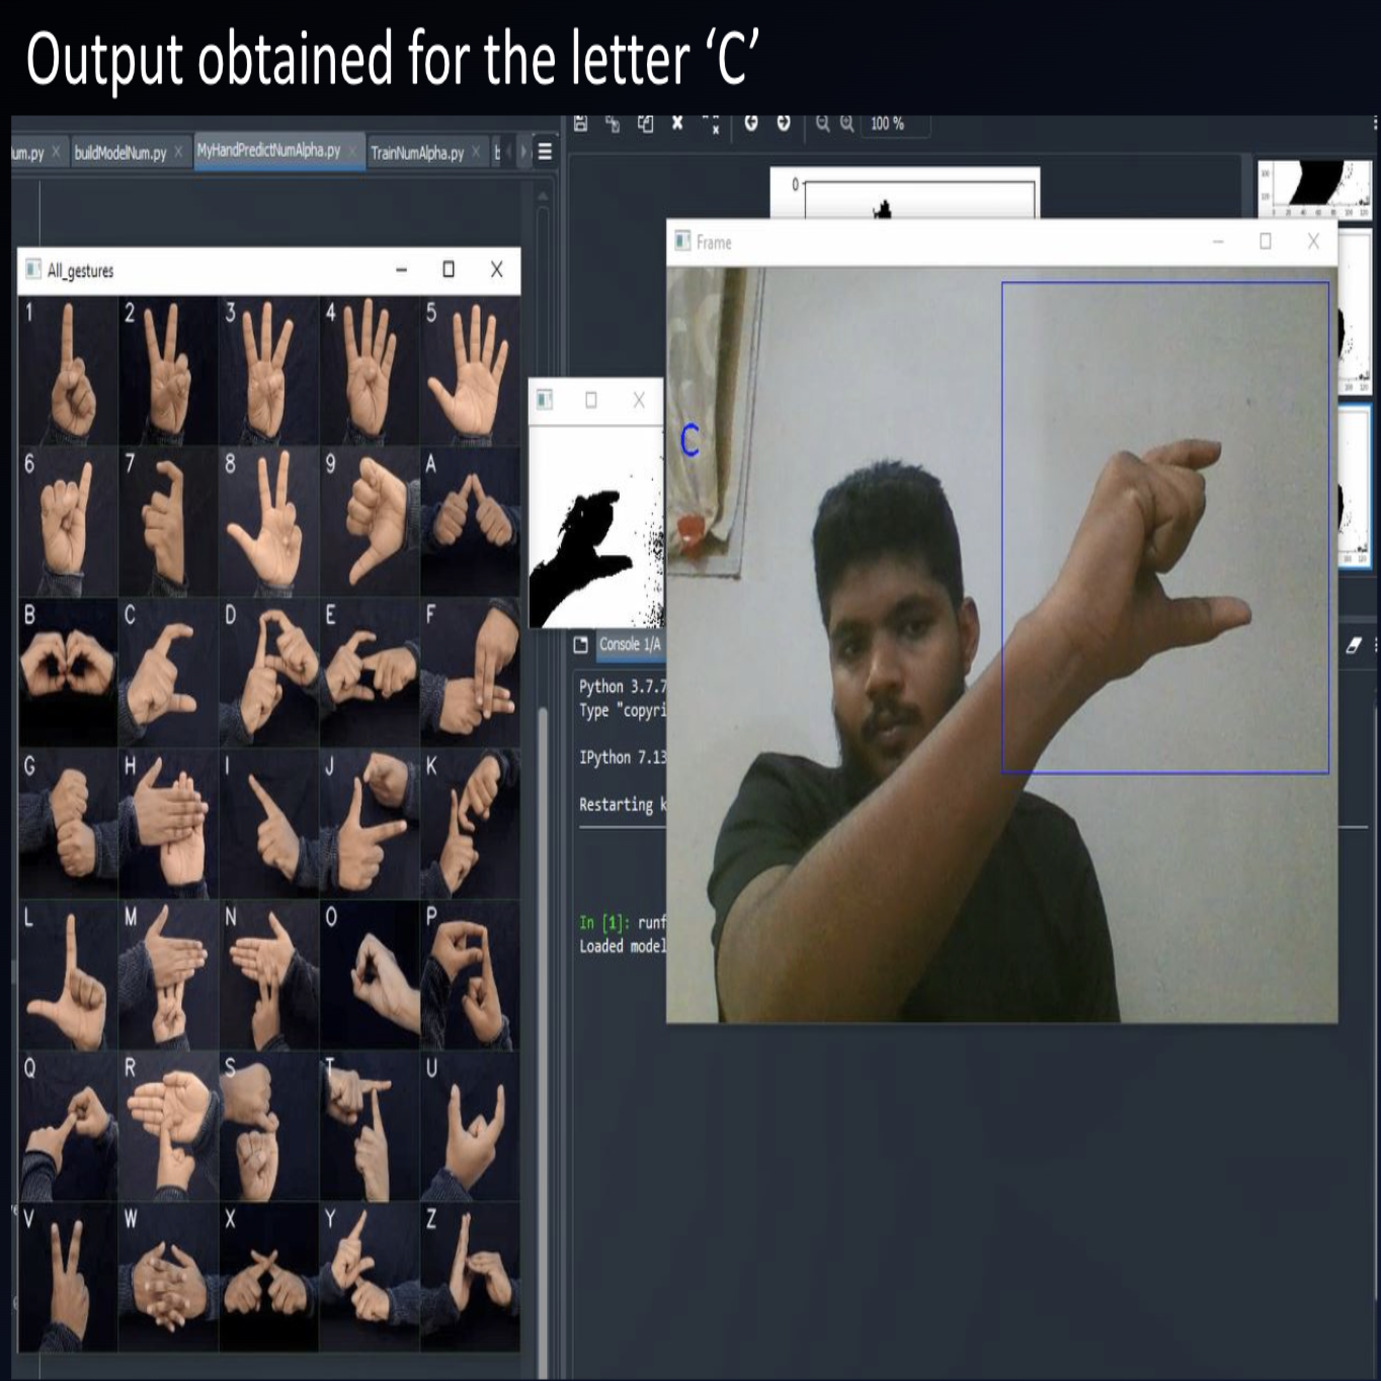 Output obtained for the letter ‘C’
um.py buildModelNum.py MyHandPredictNumAlpha.py TrainNumAlpha.py
100 %
0
All_gestures
Frame
1 2 3 4 5
6 7 8 9 A
B C D E F
G H I J K
L M N O P
Q R S T U
V W X Y Z
C
Console 1/A
Python 3.7.7
Type "copyri
IPython 7.13
Restarting k
In [1]: runf
Loaded model